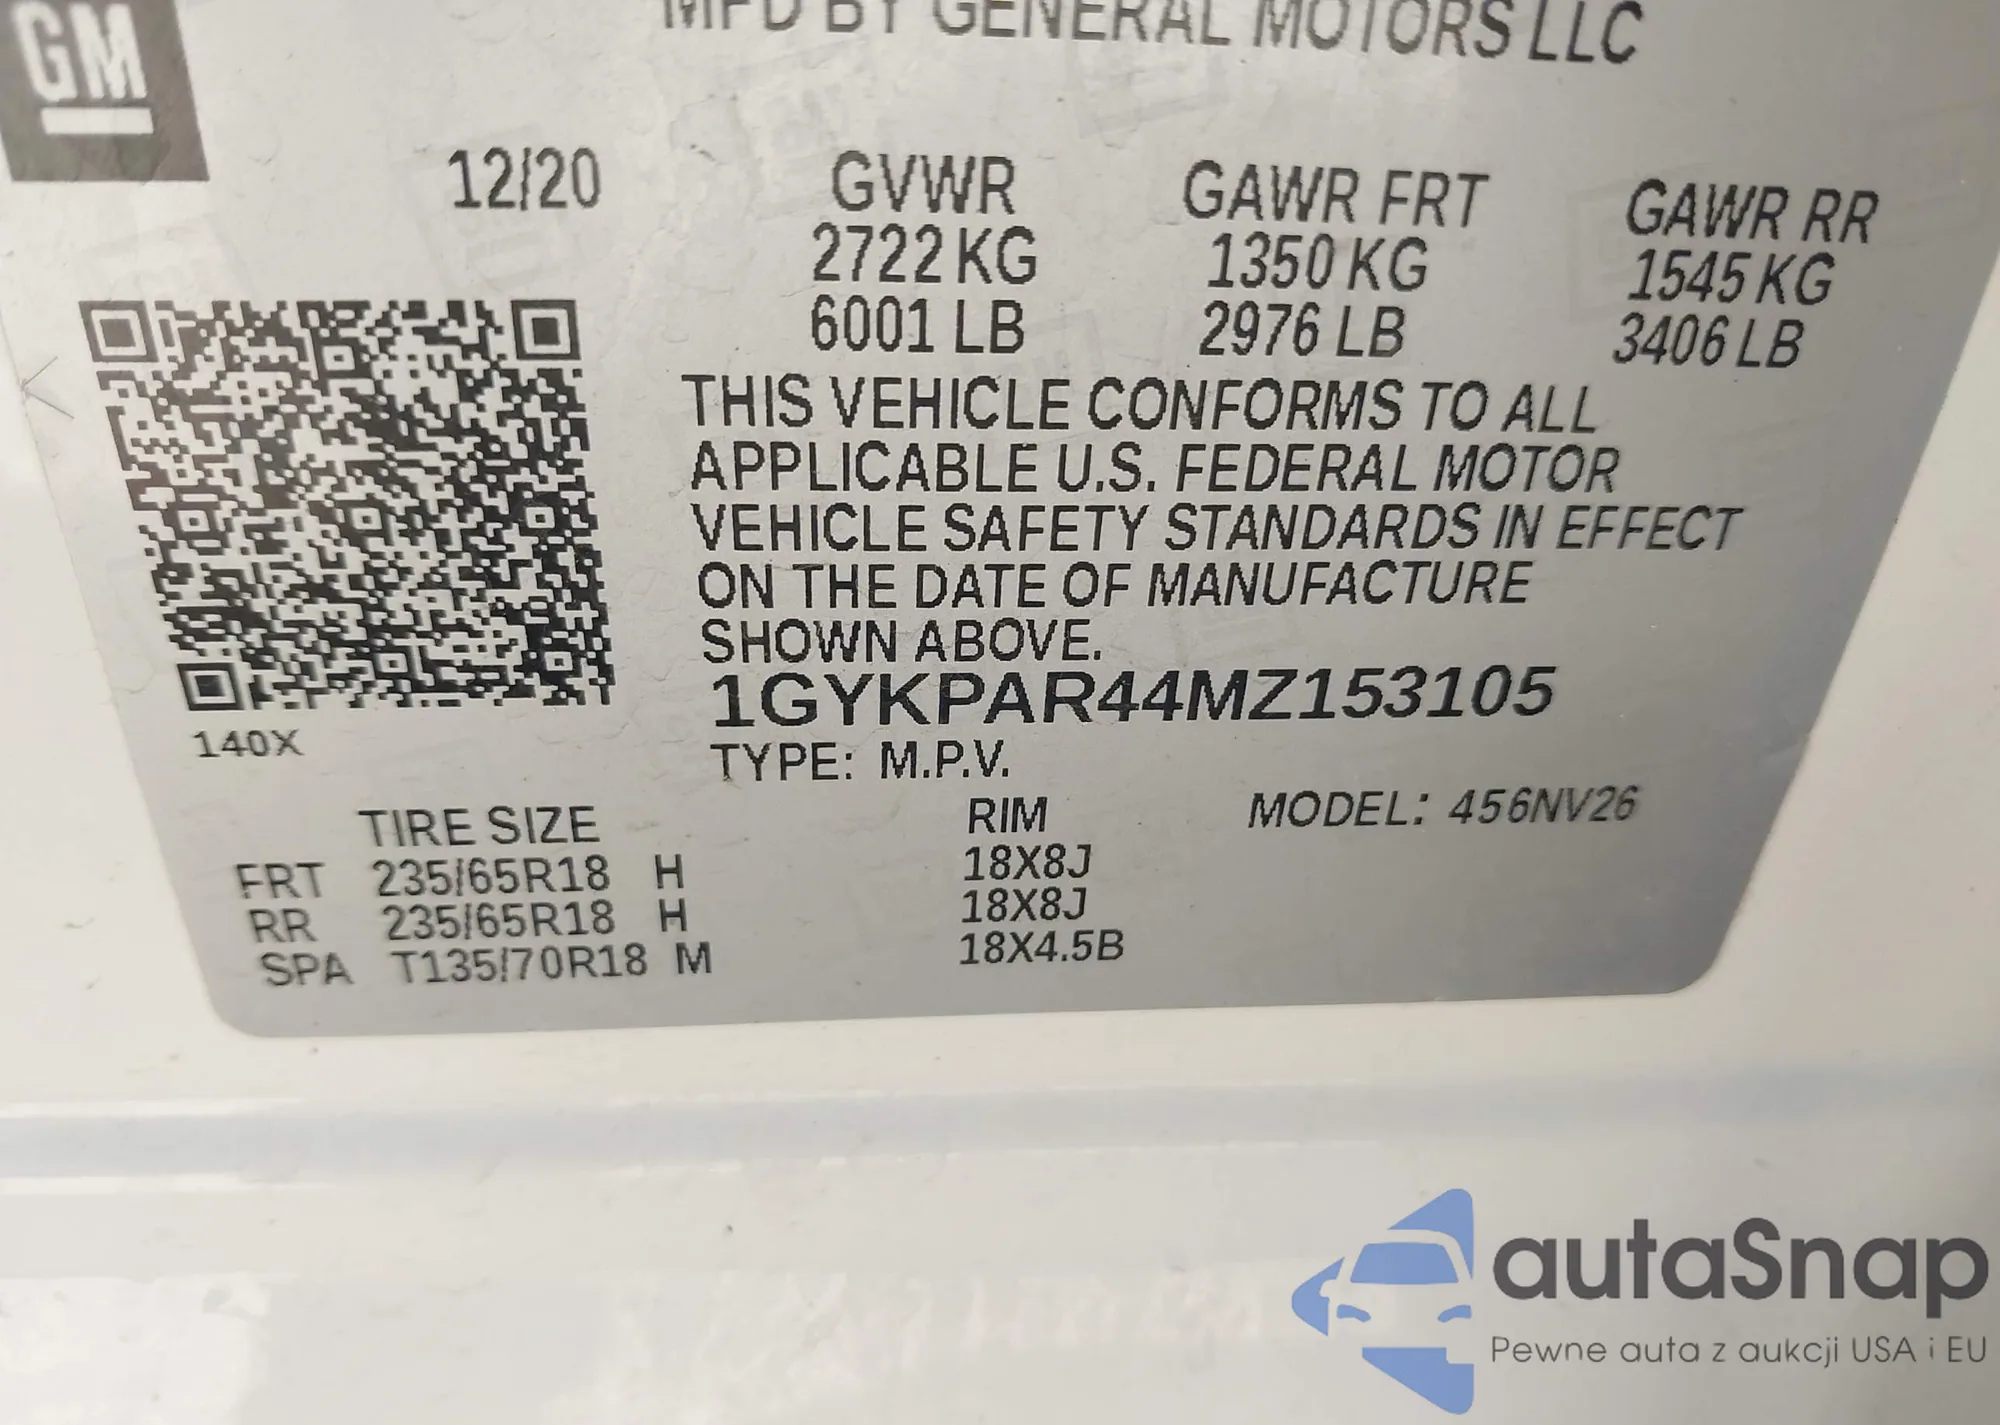 MFD BY GENERAL MOTORS LLC
GM
12/20 GVWR GAWR FRT GAWR RR
2722 KG 1350 KG 1545 KG
6001 LB 2976 LB 3406 LB
THIS VEHICLE CONFORMS TO ALL
APPLICABLE U.S. FEDERAL MOTOR
VEHICLE SAFETY STANDARDS IN EFFECT
ON THE DATE OF MANUFACTURE
SHOWN ABOVE.
1GYKPAR44MZ153105
140X
TYPE: M.P.V.
TIRE SIZE RIM MODEL: 456NV26
FRT 235/65R18 H 18X8J
RR 235/65R18 H 18X8J
SPA T135/70R18 M 18X4.5B
autaSnap
Pewne auta z aukcji USA i EU